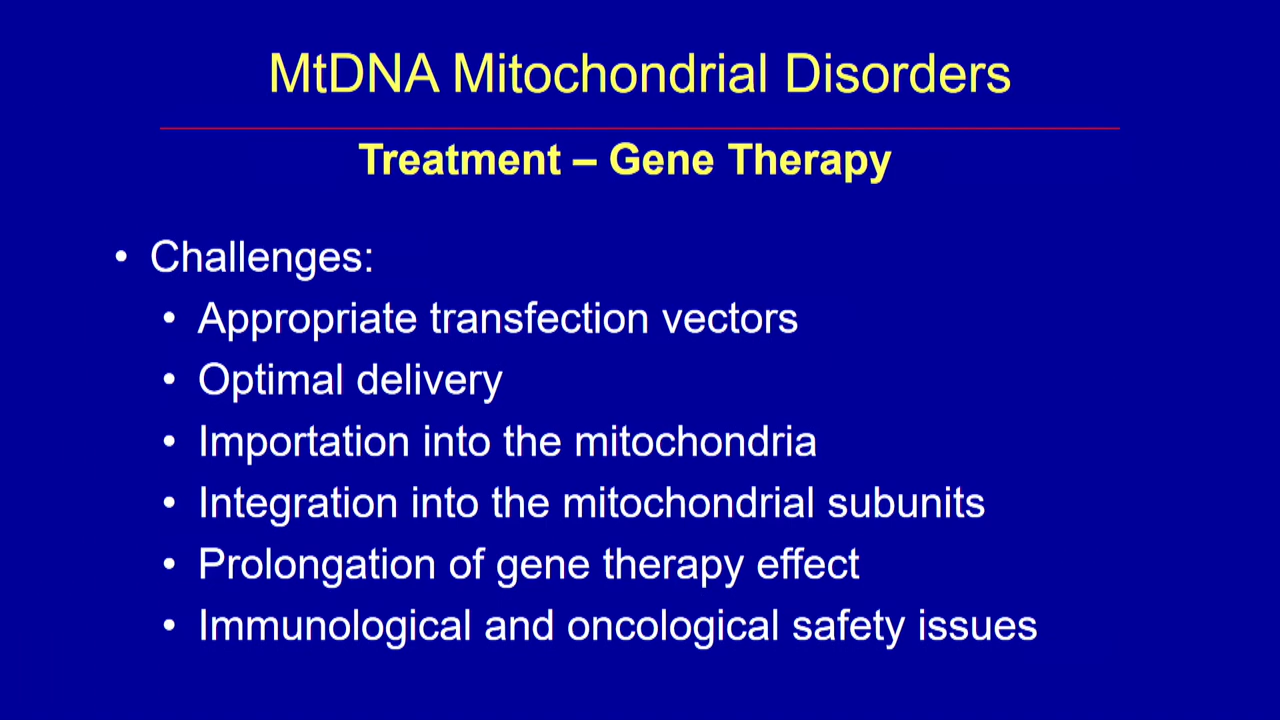 MtDNA Mitochondrial Disorders
Treatment – Gene Therapy
• Challenges:
• Appropriate transfection vectors
• Optimal delivery
• Importation into the mitochondria
• Integration into the mitochondrial subunits
• Prolongation of gene therapy effect
• Immunological and oncological safety issues